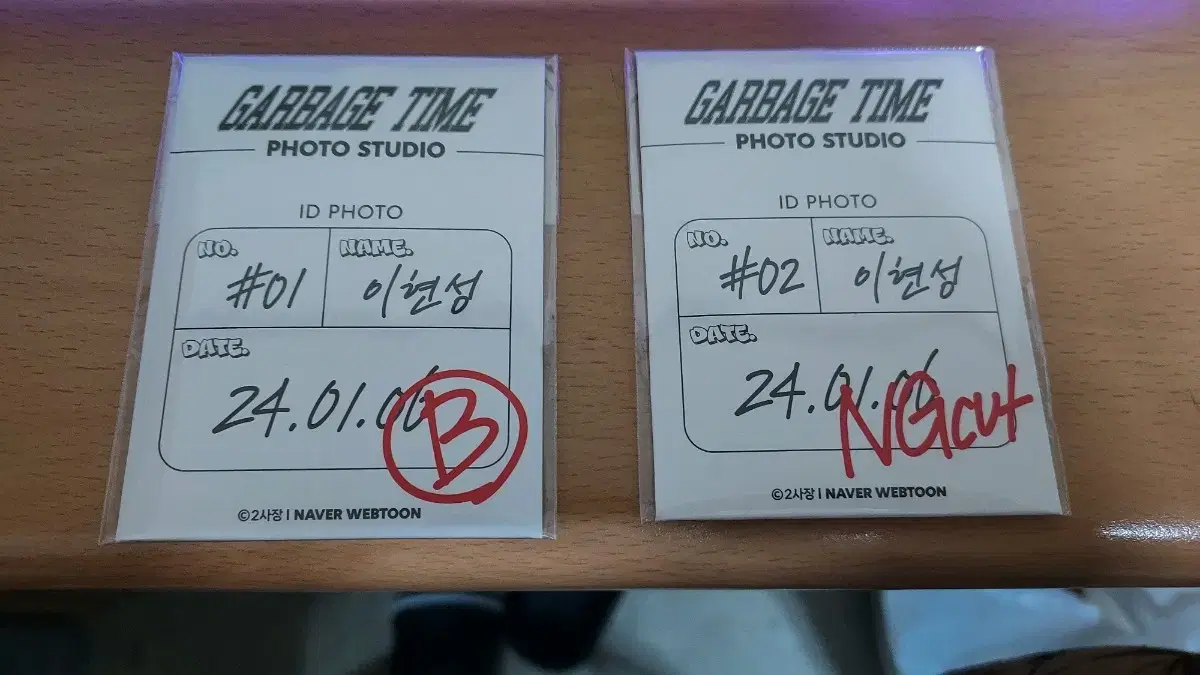 GARBAGE TIME
PHOTO STUDIO
ID PHOTO
NO.
#01
NAME.
이현성
DATE.
24.01.06
B
©2사장 | NAVER WEBTOON
GARBAGE TIME
PHOTO STUDIO
ID PHOTO
NO.
#02
NAME.
이현성
DATE.
24.01.06
NGcut
©2사장 | NAVER WEBTOON